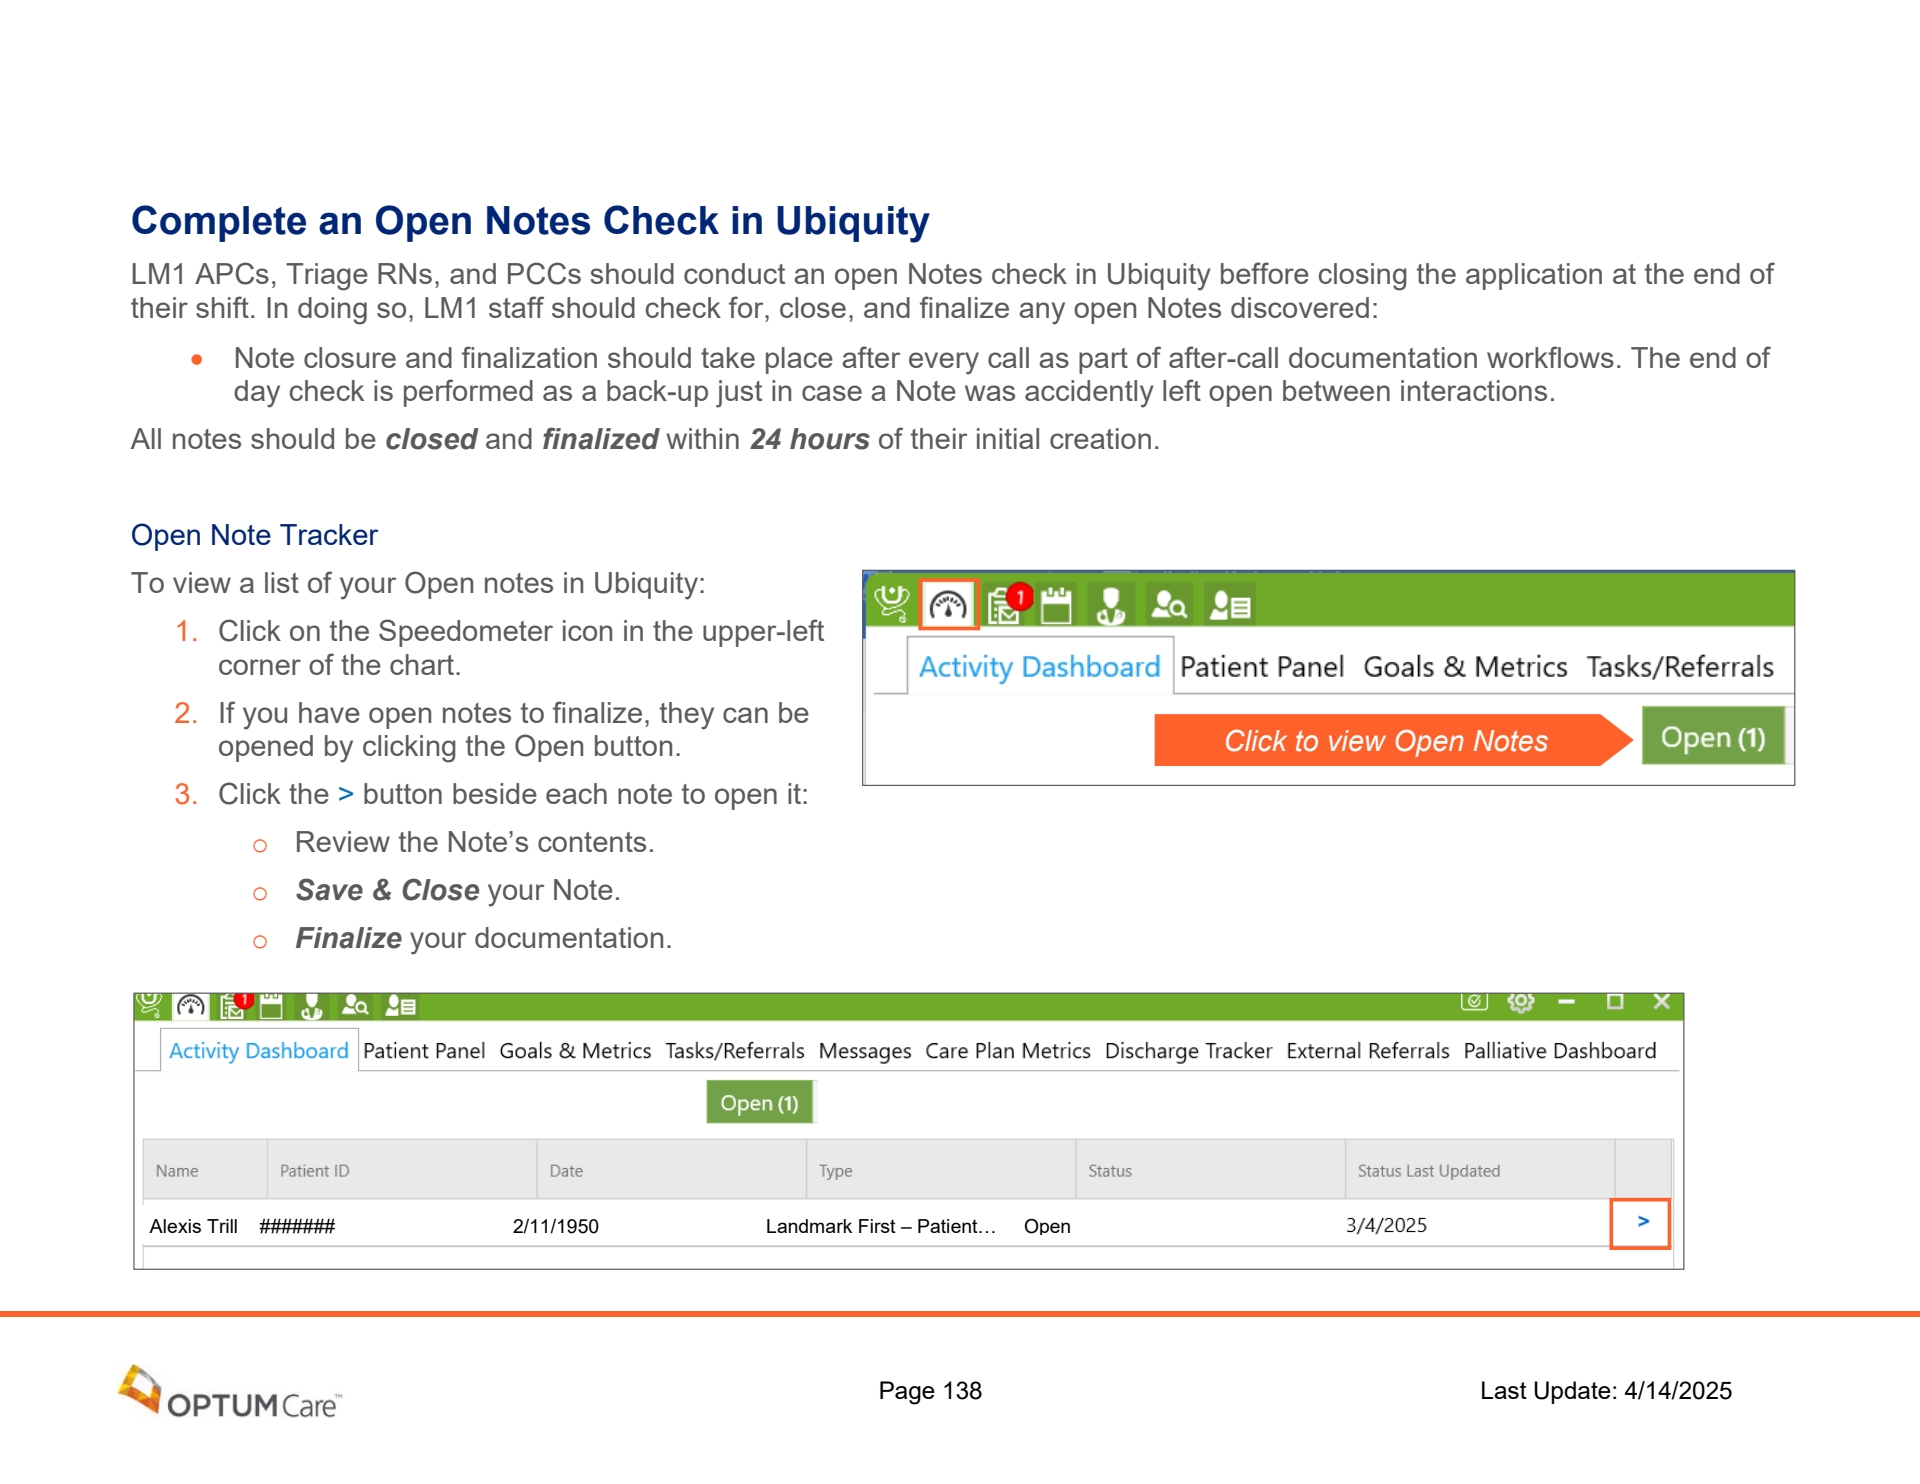 Complete an Open Notes Check in Ubiquity
LM1 APCs, Triage RNs, and PCCs should conduct an open Notes check in Ubiquity beffore closing the application at the end of
their shift. In doing so, LM1 staff should check for, close, and finalize any open Notes discovered:
• Note closure and finalization should take place after every call as part of after-call documentation workflows. The end of
day check is performed as a back-up just in case a Note was accidently left open between interactions.
All notes should be closed and finalized within 24 hours of their initial creation.
Open Note Tracker
To view a list of your Open notes in Ubiquity:
1. Click on the Speedometer icon in the upper-left
corner of the chart.
2. If you have open notes to finalize, they can be
opened by clicking the Open button.
3. Click the > button beside each note to open it:
o Review the Note’s contents.
o Save & Close your Note.
o Finalize your documentation.
1
Activity Dashboard Patient Panel Goals & Metrics Tasks/Referrals
Click to view Open Notes Open (1)
1
Activity Dashboard Patient Panel Goals & Metrics Tasks/Referrals Messages Care Plan Metrics Discharge Tracker External Referrals Palliative Dashboard
Open (1)
Name Patient ID Date Type Status Status Last Updated
Alexis Trill ####### 2/11/1950 Landmark First – Patient… Open 3/4/2025 >
OPTUMCare™ Page 138 Last Update: 4/14/2025